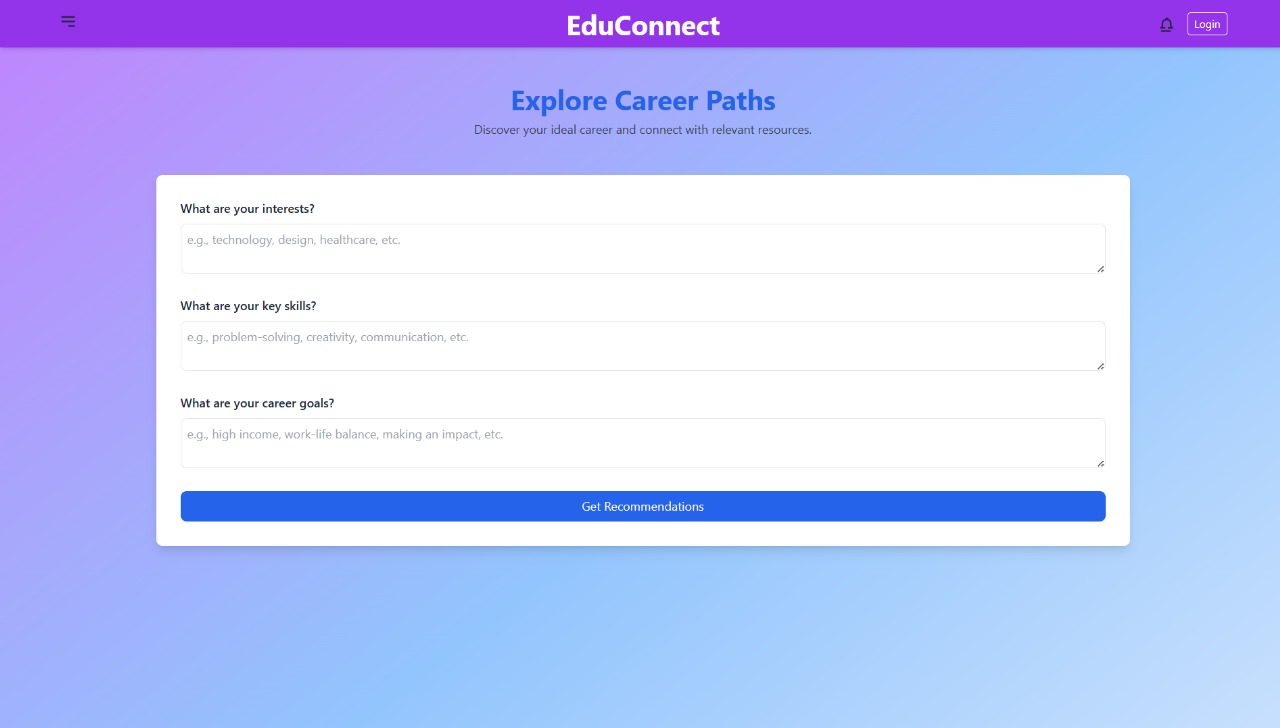 EduConnect
Login
Explore Career Paths
Discover your ideal career and connect with relevant resources.
What are your interests?
e.g., technology, design, healthcare, etc.
What are your key skills?
e.g., problem-solving, creativity, communication, etc.
What are your career goals?
e.g., high income, work-life balance, making an impact, etc.
Get Recommendations